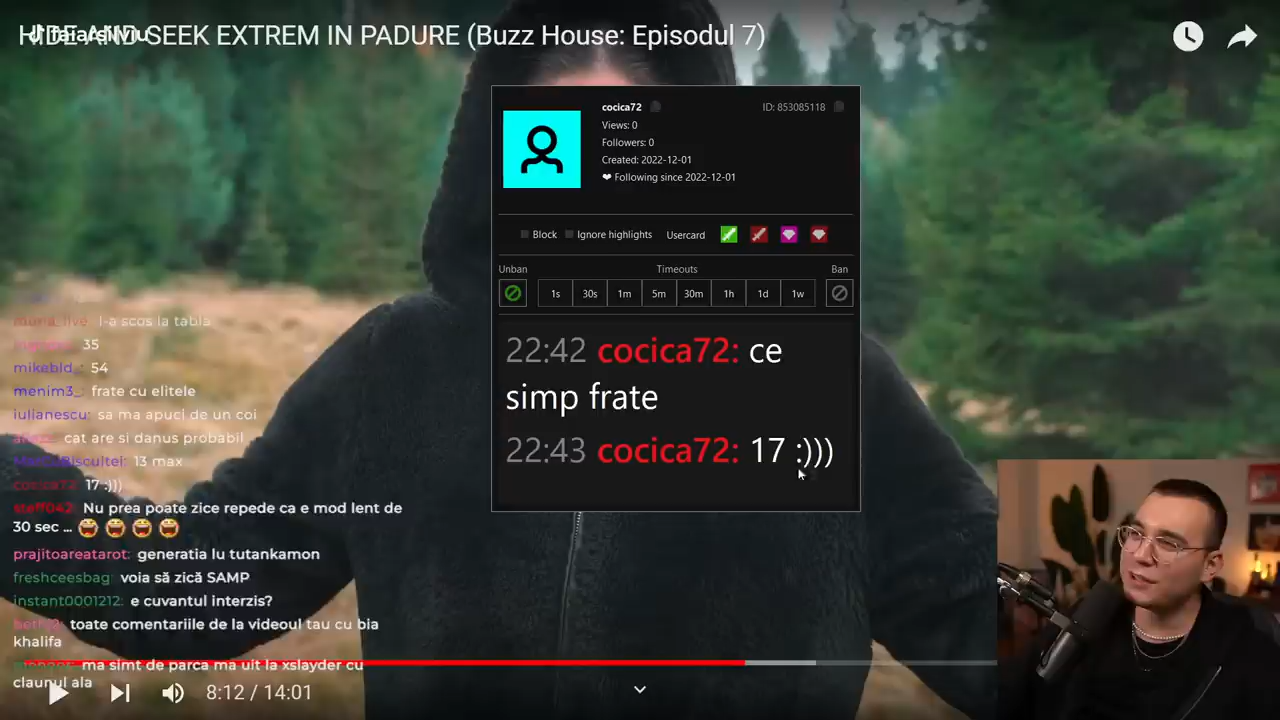 HIDE AND SEEK EXTREM IN PADURE (Buzz House: Episodul 7)
faiarsilviu
cocica72
ID: 853085118
Views: 0
Followers: 0
Created: 2022-12-01
❤ Following since 2022-12-01
Block
Ignore highlights
Usercard
Unban
Timeouts
Ban
1s
30s
1m
5m
30m
1h
1d
1w
22:42 cocica72: ce
simp frate
22:43 cocica72: 17 :)))
l-a scos la tabla
35
mikebld_: 54
menim3_: frate cu elitele
iulianescu: sa ma apuci de un coi
cat are si danus probabil
13 max
cocica72: 17 :)))
steff042: Nu prea poate zice repede ca e mod lent de
30 sec ...
prajitoareatarot: generatia lu tutankamon
freshceesbag: voia să zică SAMP
instant0001212: e cuvantul interzis?
toate comentariile de la videoul tau cu bia
khalifa
ma simt de parca ma uit la xslayder cu
claunul ala
8:12 / 14:01